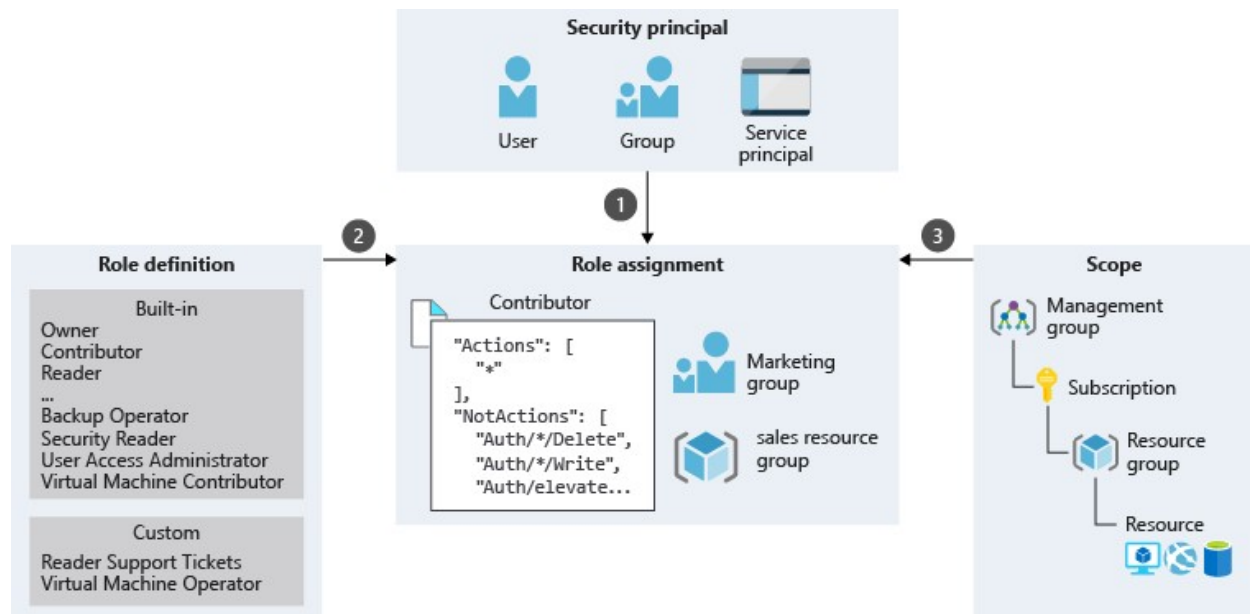 Security principal
User
Group
Service
principal
1
2
3
Role definition
Built-in
Owner
Contributor
Reader
...
Backup Operator
Security Reader
User Access Administrator
Virtual Machine Contributor
Custom
Reader Support Tickets
Virtual Machine Operator
Role assignment
Contributor
"Actions": [
"*"
],
"NotActions": [
"Auth/*/Delete",
"Auth/*/Write",
"Auth/elevate...
Marketing
group
sales resource
group
Scope
Management
group
Subscription
Resource
group
Resource